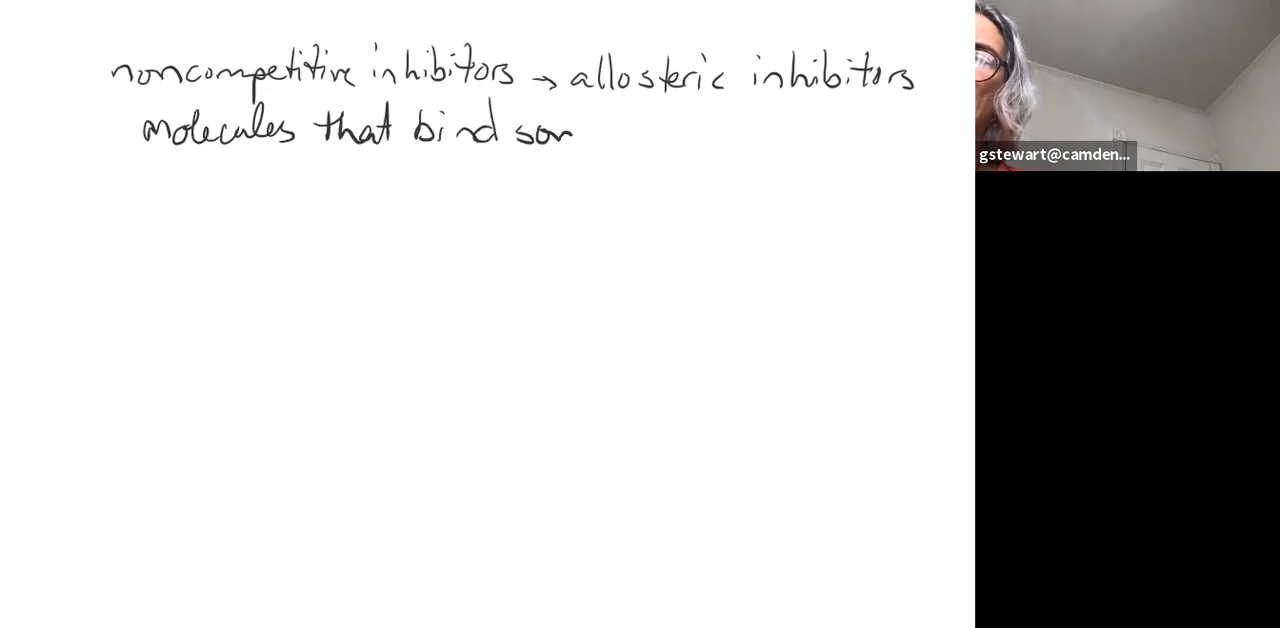 noncompetitive inhibitors → allosteric inhibitors
molecules that bind som
gstewart@camden...